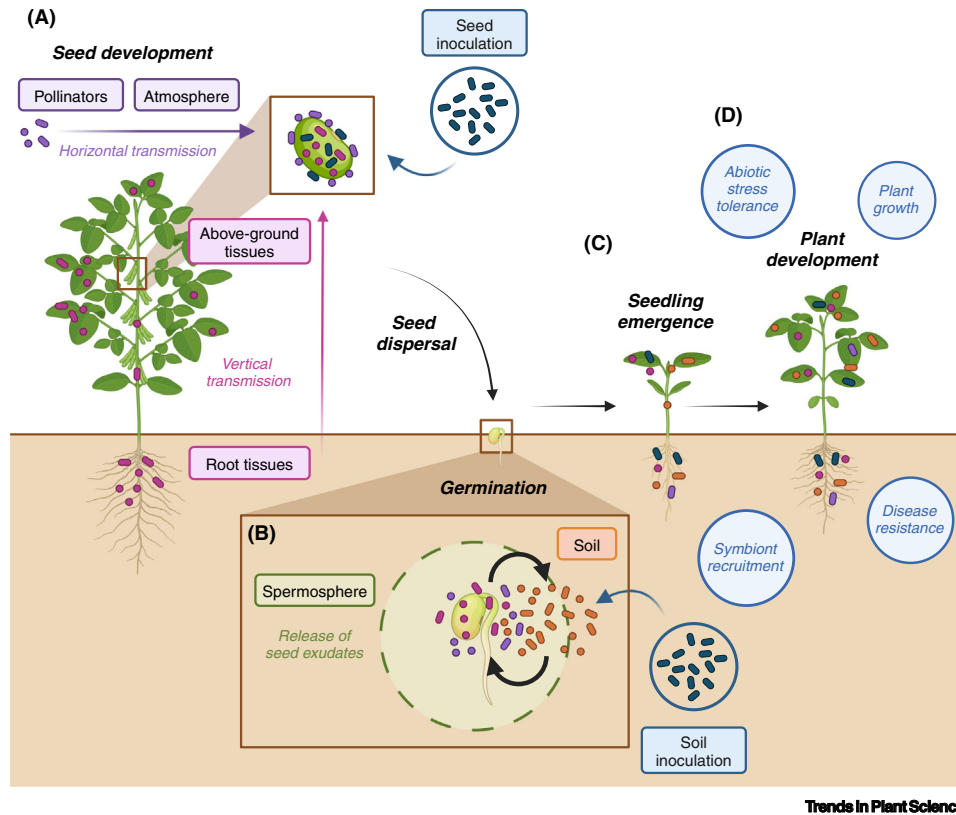 (A)
Seed development
Pollinators
Atmosphere
Horizontal transmission
Seed
inoculation
Above-ground
tissues
Vertical
transmission
Root tissues
Seed
dispersal
Germination
(B)
Spermosphere
Release of
seed exudates
Soil
Soil
inoculation
(C)
Seedling
emergence
(D)
Abiotic
stress
tolerance
Plant
growth
Plant
development
Symbiont
recruitment
Disease
resistance
Trends in Plant Scienc